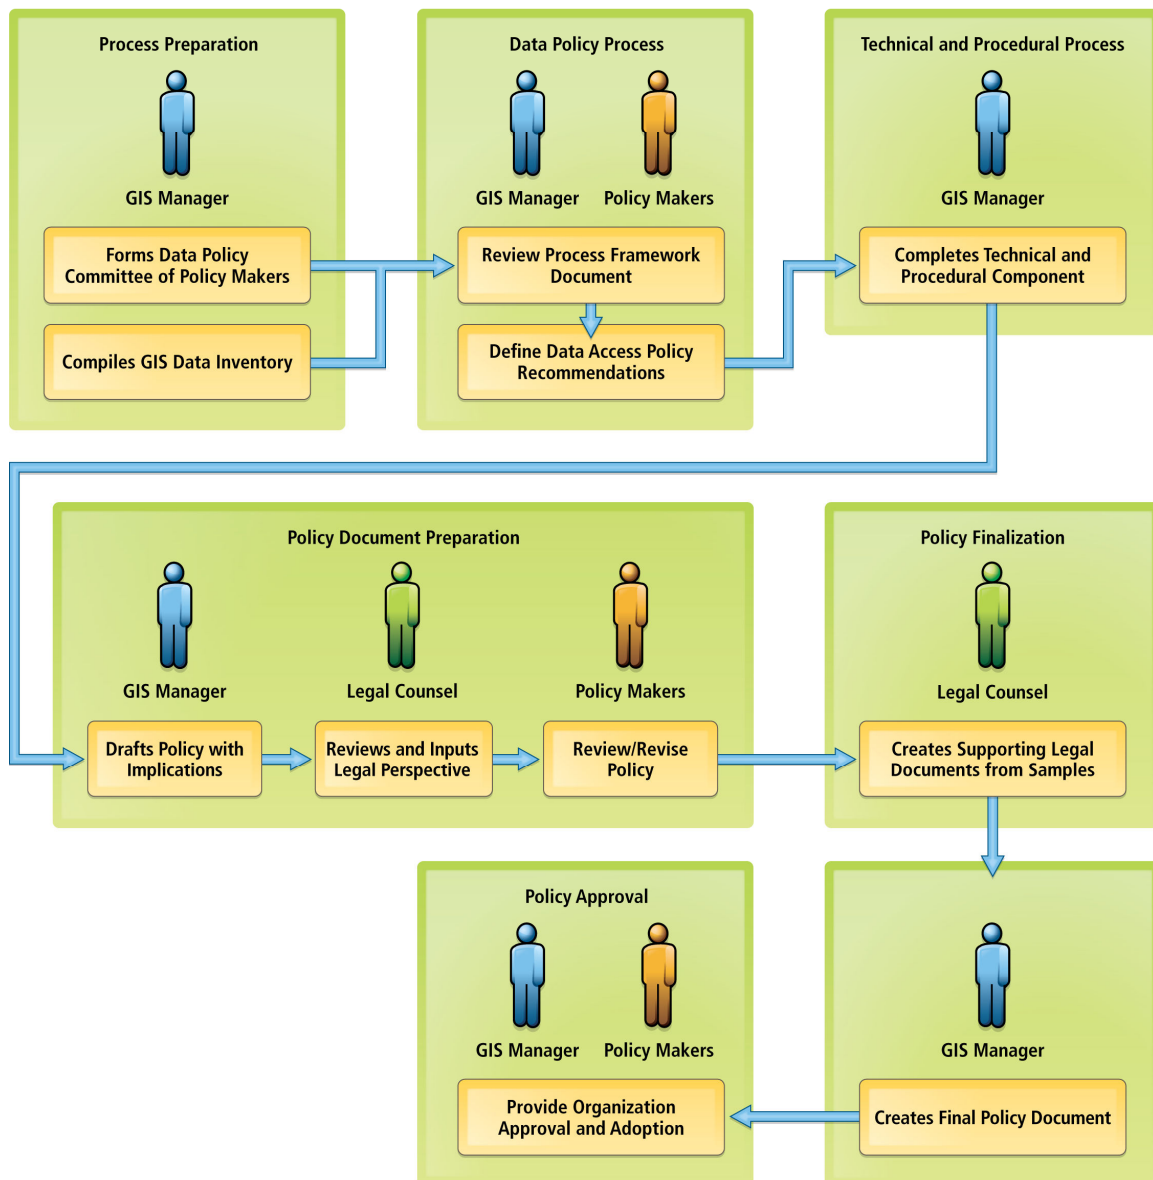 Process Preparation
GIS Manager
Forms Data Policy
Committee of Policy Makers
Compiles GIS Data Inventory
Data Policy Process
GIS Manager
Policy Makers
Review Process Framework
Document
Define Data Access Policy
Recommendations
Technical and Procedural Process
GIS Manager
Completes Technical and
Procedural Component
Policy Document Preparation
GIS Manager
Drafts Policy with
Implications
Legal Counsel
Reviews and Inputs
Legal Perspective
Policy Makers
Review/Revise
Policy
Policy Finalization
Legal Counsel
Creates Supporting Legal
Documents from Samples
GIS Manager
Creates Final Policy Document
Policy Approval
GIS Manager
Policy Makers
Provide Organization
Approval and Adoption